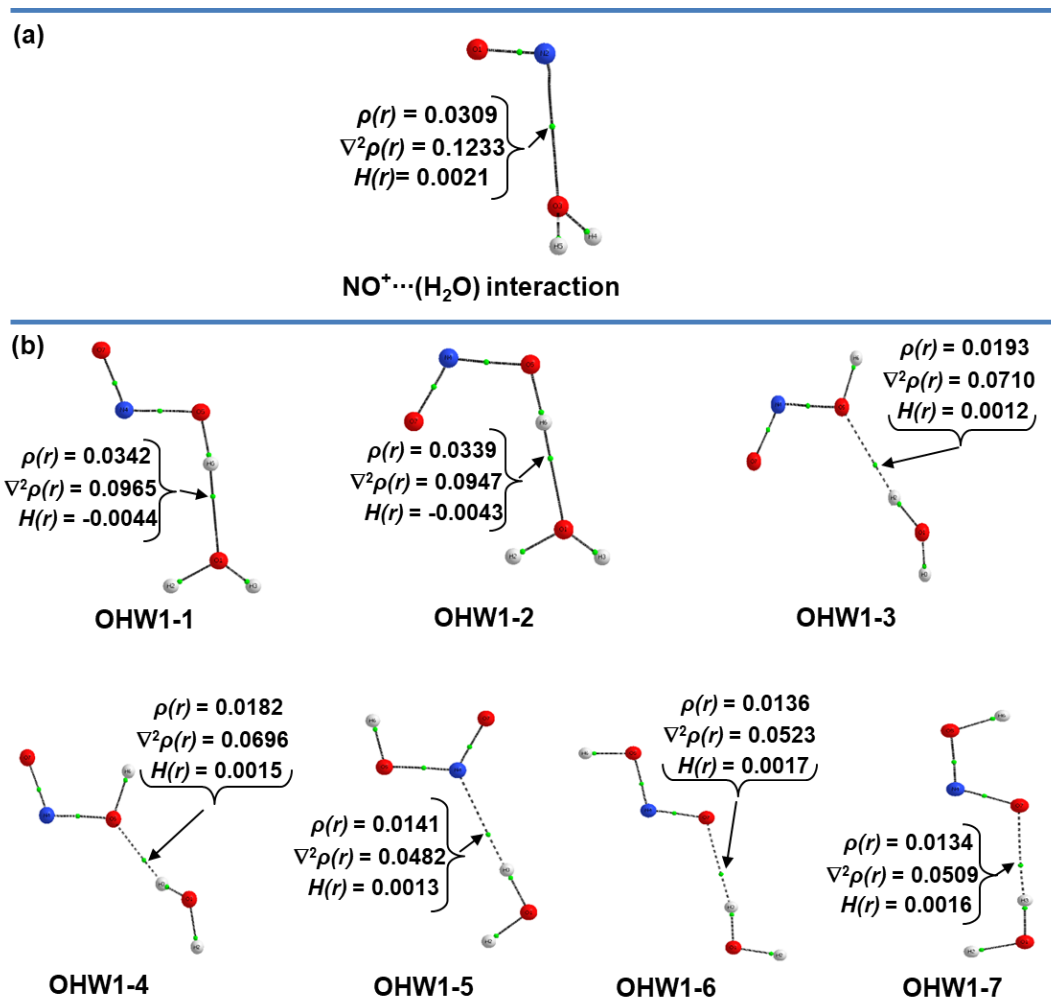 (a)
ρ(r) = 0.0309
∇²ρ(r) = 0.1233
H(r)= 0.0021
NO⁺···(H₂O) interaction
(b)
ρ(r) = 0.0342
∇²ρ(r) = 0.0965
H(r) = -0.0044
OHW1-1
ρ(r) = 0.0339
∇²ρ(r) = 0.0947
H(r) = -0.0043
OHW1-2
ρ(r) = 0.0193
∇²ρ(r) = 0.0710
H(r) = 0.0012
OHW1-3
ρ(r) = 0.0182
∇²ρ(r) = 0.0696
H(r) = 0.0015
OHW1-4
ρ(r) = 0.0141
∇²ρ(r) = 0.0482
H(r) = 0.0013
OHW1-5
ρ(r) = 0.0136
∇²ρ(r) = 0.0523
H(r) = 0.0017
OHW1-6
ρ(r) = 0.0134
∇²ρ(r) = 0.0509
H(r) = 0.0016
OHW1-7